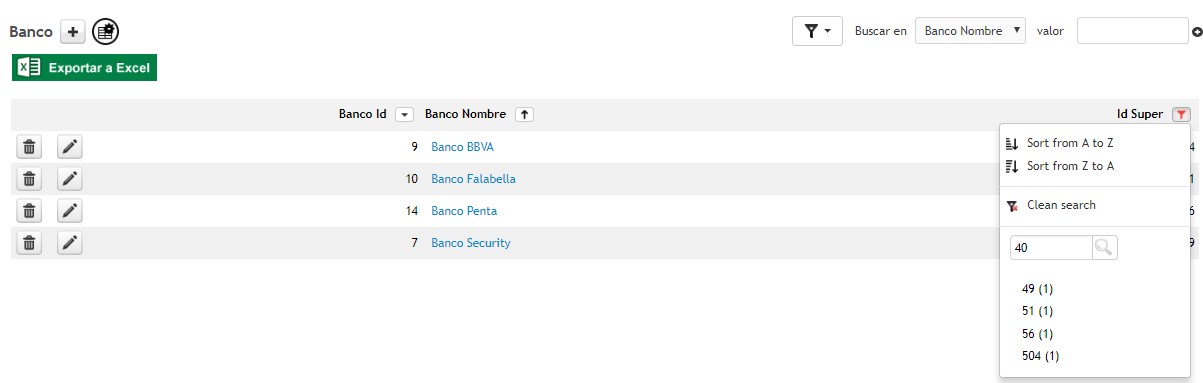 Banco
Buscar en Banco Nombre valor
Exportar a Excel
Banco Id Banco Nombre Id Super
9 Banco BBVA 4
10 Banco Falabella 1
14 Banco Penta 6
7 Banco Security 9
Sort from A to Z
Sort from Z to A
Clean search
40
49 (1)
51 (1)
56 (1)
504 (1)